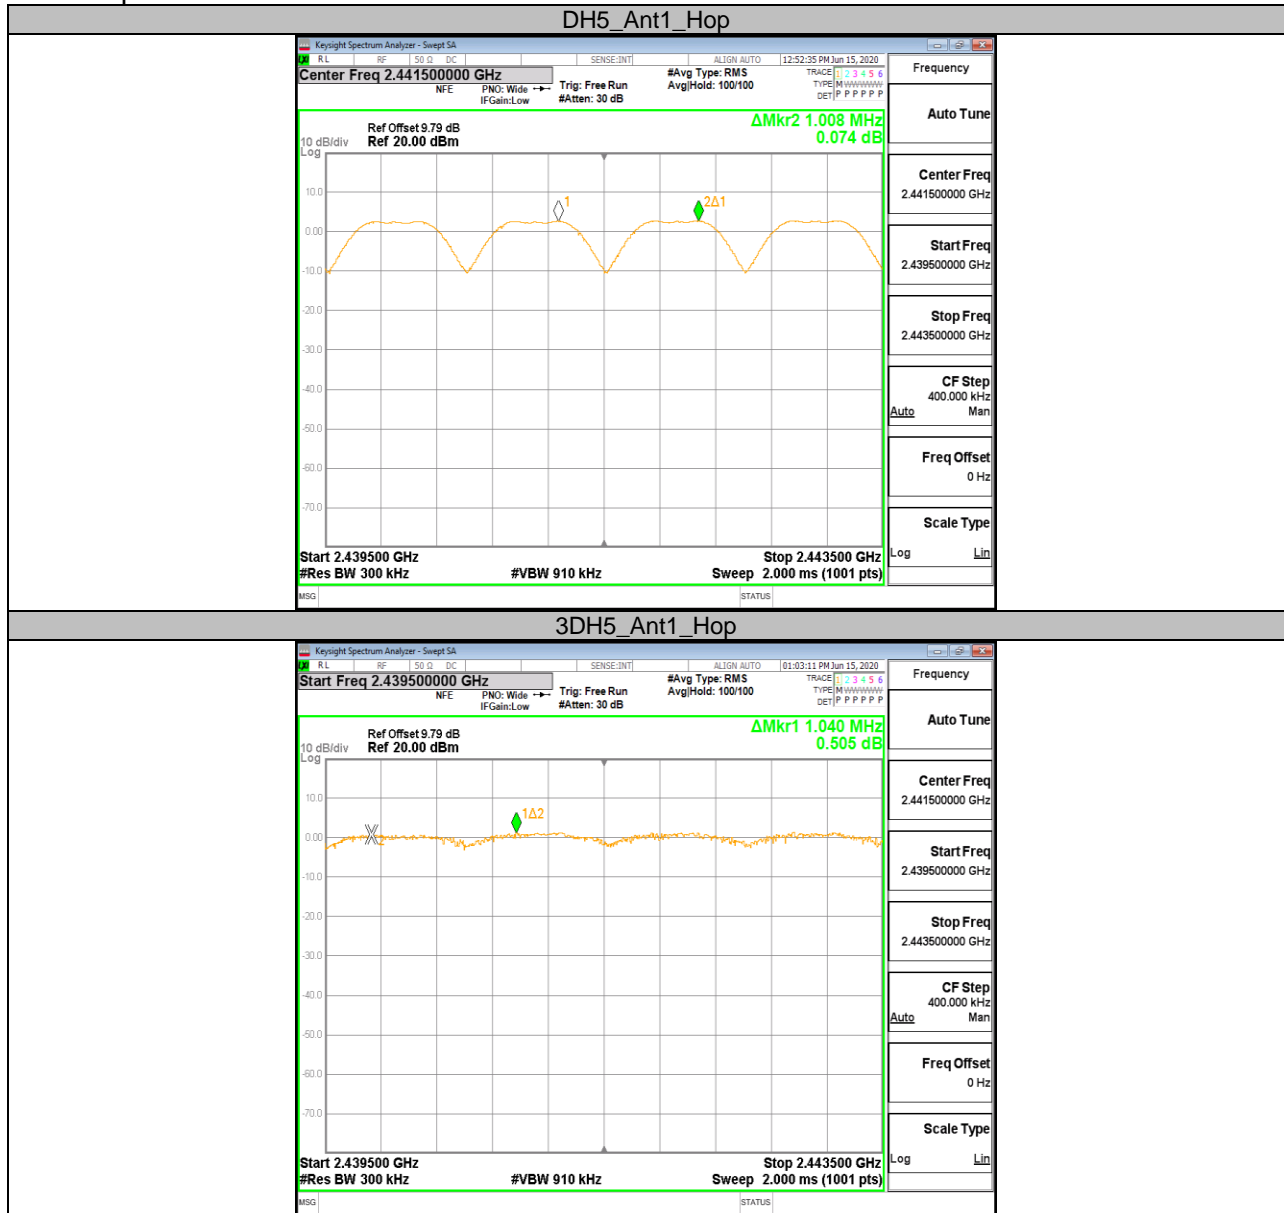 DH5_Ant1_Hop
Keysight Spectrum Analyzer - Swept SA
RL RF 50 Ω DC SENSE:INT ALIGN AUTO 12:52:35 PM Jun 15, 2020
Center Freq 2.441500000 GHz
NFE PNO: Wide IFGain:Low
Trig: Free Run
#Atten: 30 dB
#Avg Type: RMS
Avg|Hold: 100/100
TRACE 1 2 3 4 5 6
TYPE M WWWWW
DET P P P P P P
Frequency
Auto Tune
ΔMkr2 1.008 MHz
0.074 dB
Ref Offset 9.79 dB
10 dB/div Ref 20.00 dBm
Log
10.0
0.00
-10.0
-20.0
-30.0
-40.0
-50.0
-60.0
-70.0
1
2Δ1
Center Freq
2.441500000 GHz
Start Freq
2.439500000 GHz
Stop Freq
2.443500000 GHz
CF Step
400.000 kHz
Auto Man
Freq Offset
0 Hz
Scale Type
Log Lin
Start 2.439500 GHz Stop 2.443500 GHz
#Res BW 300 kHz #VBW 910 kHz Sweep 2.000 ms (1001 pts)
MSG STATUS
3DH5_Ant1_Hop
Keysight Spectrum Analyzer - Swept SA
RL RF 50 Ω DC SENSE:INT ALIGN AUTO 01:03:11 PM Jun 15, 2020
Start Freq 2.439500000 GHz
NFE PNO: Wide IFGain:Low
Trig: Free Run
#Atten: 30 dB
#Avg Type: RMS
Avg|Hold: 100/100
TRACE 1 2 3 4 5 6
TYPE M WWWWW
DET P P P P P P
Frequency
Auto Tune
ΔMkr1 1.040 MHz
0.505 dB
Ref Offset 9.79 dB
10 dB/div Ref 20.00 dBm
Log
10.0
0.00
-10.0
-20.0
-30.0
-40.0
-50.0
-60.0
-70.0
1Δ2
Center Freq
2.441500000 GHz
Start Freq
2.439500000 GHz
Stop Freq
2.443500000 GHz
CF Step
400.000 kHz
Auto Man
Freq Offset
0 Hz
Scale Type
Log Lin
Start 2.439500 GHz Stop 2.443500 GHz
#Res BW 300 kHz #VBW 910 kHz Sweep 2.000 ms (1001 pts)
MSG STATUS